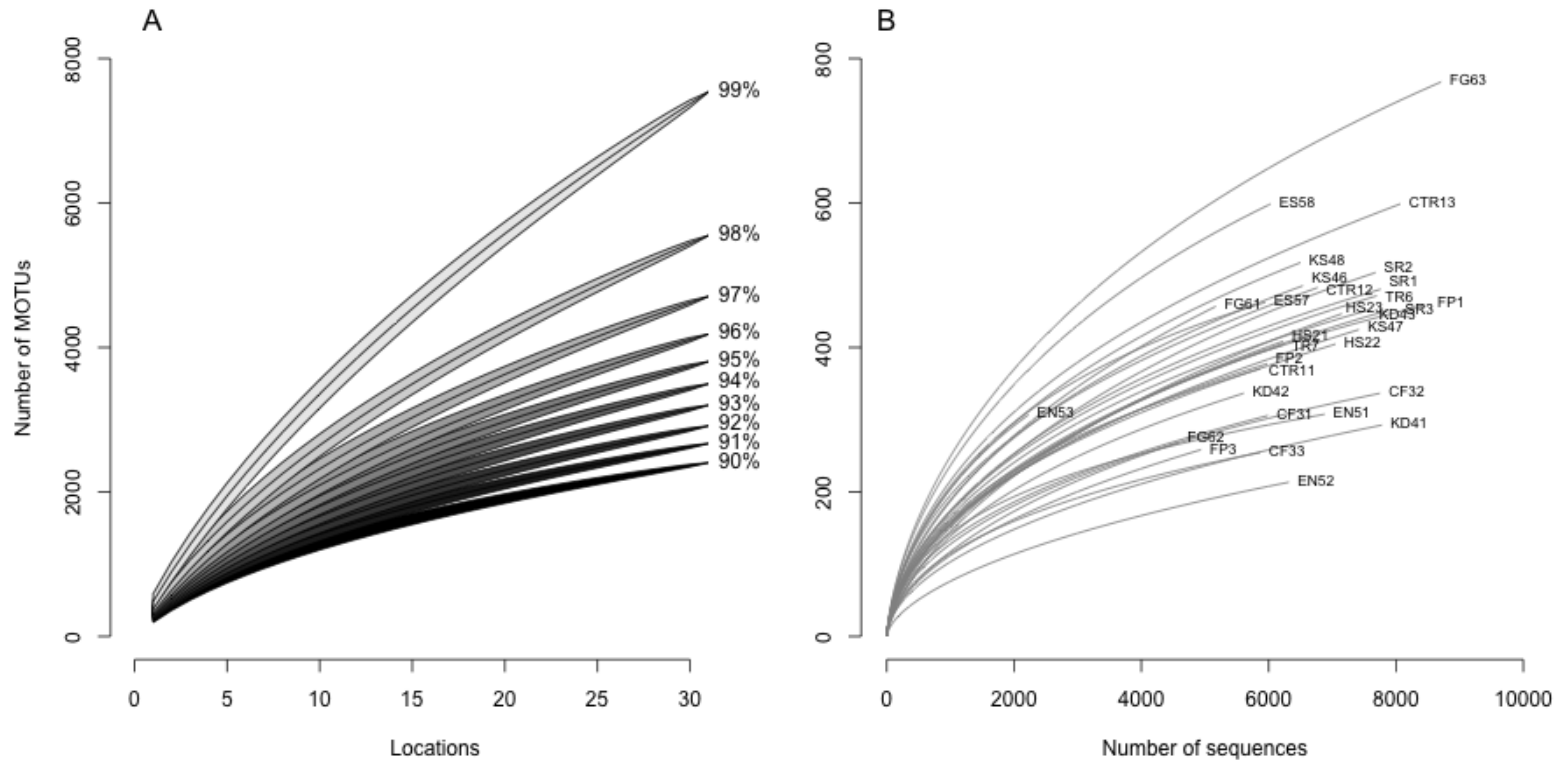 A
8000
6000
4000
2000
0
Number of MOTUs
99%
98%
97%
96%
95%
94%
93%
92%
91%
90%
0 5 10 15 20 25 30
Locations
B
800
600
400
200
0
FG63
ES58
CTR13
KS48
SR2
KS46
SR1
CTR12
TR6
FG61
ES57
FP1
HS23
SR3
KD43
KS47
HS21
HS22
TR7
FP2
CTR11
KD42
CF32
EN53
CF31
EN51
KD41
FG62
FP3
CF33
EN52
0 2000 4000 6000 8000 10000
Number of sequences